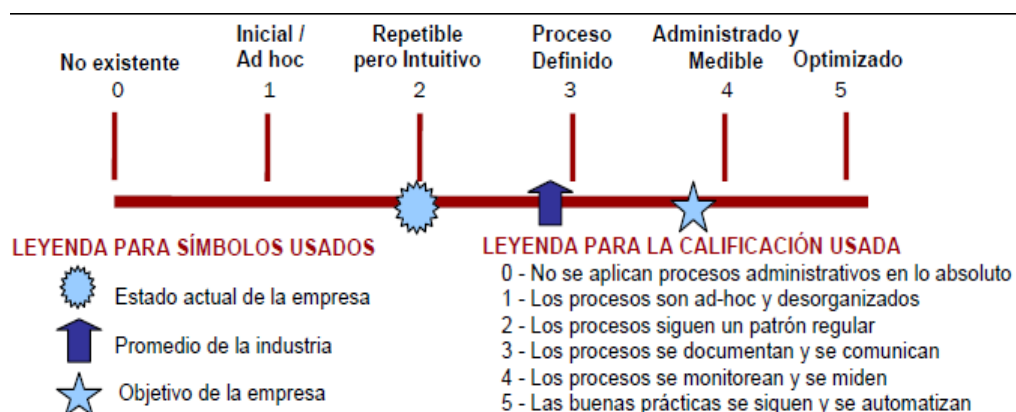 No existente
0
Inicial /
Ad hoc
1
Repetible
pero Intuitivo
2
Proceso
Definido
3
Administrado y
Medible
4
Optimizado
5
LEYENDA PARA SÍMBOLOS USADOS
Estado actual de la empresa
Promedio de la industria
Objetivo de la empresa
LEYENDA PARA LA CALIFICACIÓN USADA
0 - No se aplican procesos administrativos en lo absoluto
1 - Los procesos son ad-hoc y desorganizados
2 - Los procesos siguen un patrón regular
3 - Los procesos se documentan y se comunican
4 - Los procesos se monitorean y se miden
5 - Las buenas prácticas se siguen y se automatizan